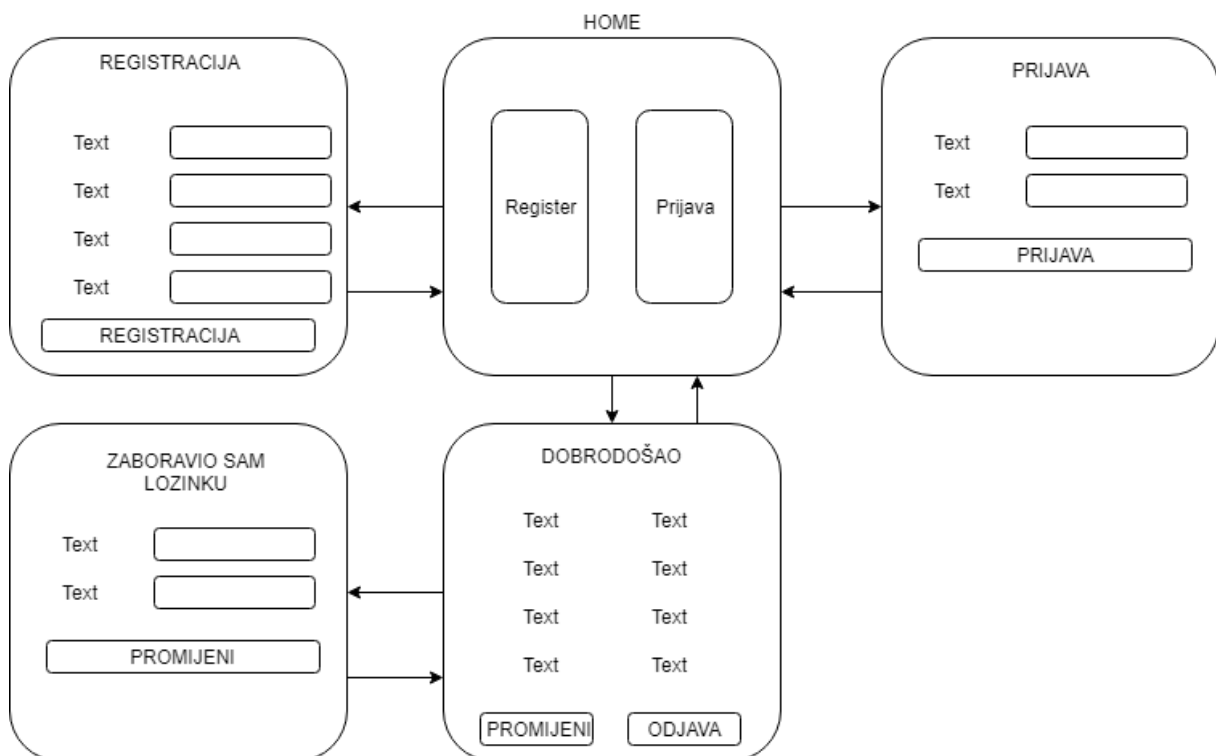 HOME
REGISTRACIJA
Text
Text
Text
Text
REGISTRACIJA
Register
Prijava
PRIJAVA
Text
Text
PRIJAVA
ZABORAVIO SAM
LOZINKU
Text
Text
PROMIJENI
DOBRODOŠAO
Text Text
Text Text
Text Text
Text Text
PROMIJENI ODJAVA